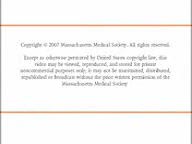 Copyright © 2007 Massachusetts Medical Society. All rights reserved.
Except as otherwise permitted by United States copyright law, this
video may be viewed, reproduced, and stored for private
noncommercial purposes only; it may not be transmitted, distributed,
republished or broadcast without the prior written permission of the
Massachusetts Medical Society